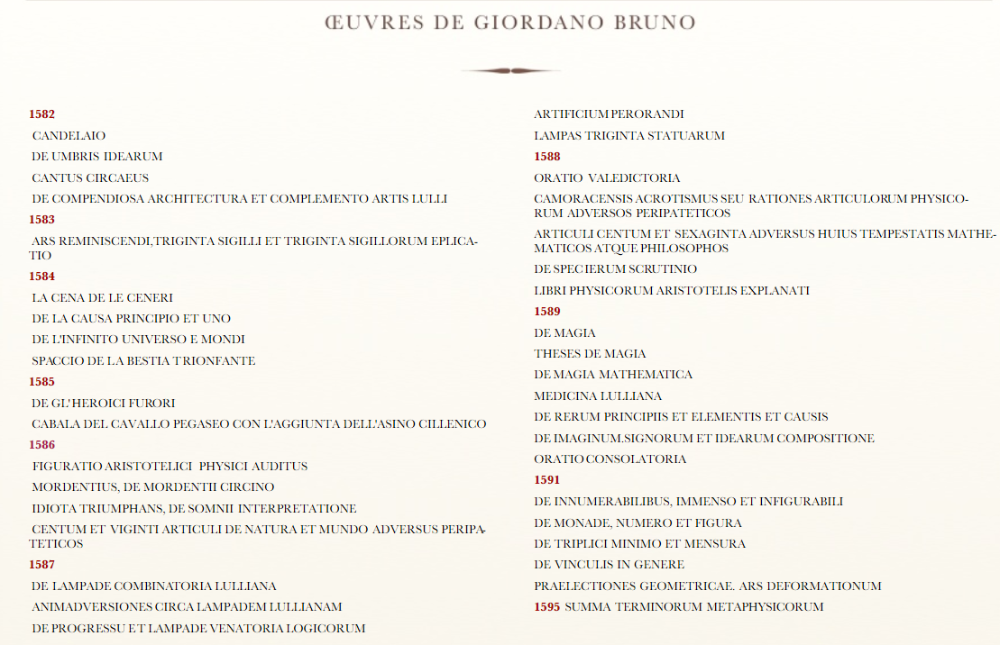 ŒUVRES DE GIORDANO BRUNO
1582
CANDELAIO
DE UMBRIS IDEARUM
CANTUS CIRCAEUS
DE COMPENDIOSA ARCHITECTURA ET COMPLEMENTO ARTIS LULLI
1583
ARS REMINISCENDI,TRIGINTA SIGILLI ET TRIGINTA SIGILLORUM EPLICA-
TIO
1584
LA CENA DE LE CENERI
DE LA CAUSA PRINCIPIO ET UNO
DE L'INFINITO UNIVERSO E MONDI
SPACCIO DE LA BESTIA TRIONFANTE
1585
DE GL'HEROICI FURORI
CABALA DEL CAVALLO PEGASEO CON L'AGGIUNTA DELL'ASINO CILLENICO
1586
FIGURATIO ARISTOTELICI PHYSICI AUDITUS
MORDENTIUS, DE MORDENTII CIRCINO
IDIOTA TRIUMPHANS, DE SOMNII INTERPRETATIONE
CENTUM ET VIGINTI ARTICULI DE NATURA ET MUNDO ADVERSUS PERIPA-
TETICOS
1587
DE LAMPADE COMBINATORIA LULLIANA
ANIMADVERSIONES CIRCA LAMPADEM LULLIANAM
DE PROGRESSU ET LAMPADE VENATORIA LOGICORUM
ARTIFICIUM PERORANDI
LAMPAS TRIGINTA STATUARUM
1588
ORATIO VALEDICTORIA
CAMORACENSIS ACROTISMUS SEU RATIONES ARTICULORUM PHYSICO-
RUM ADVERSOS PERIPATETICOS
ARTICULI CENTUM ET SEXAGINTA ADVERSUS HUIUS TEMPESTATIS MATHE-
MATICOS ATQUE PHILOSOPHOS
DE SPECIERUM SCRUTINIO
LIBRI PHYSICORUM ARISTOTELIS EXPLANATI
1589
DE MAGIA
THESES DE MAGIA
DE MAGIA MATHEMATICA
MEDICINA LULLIANA
DE RERUM PRINCIPIIS ET ELEMENTIS ET CAUSIS
DE IMAGINUM.SIGNORUM ET IDEARUM COMPOSITIONE
ORATIO CONSOLATORIA
1591
DE INNUMERABILIBUS, IMMENSO ET INFIGURABILI
DE MONADE, NUMERO ET FIGURA
DE TRIPLICI MINIMO ET MENSURA
DE VINCULIS IN GENERE
PRAELECTIONES GEOMETRICAE. ARS DEFORMATIONUM
1595 SUMMA TERMINORUM METAPHYSICORUM